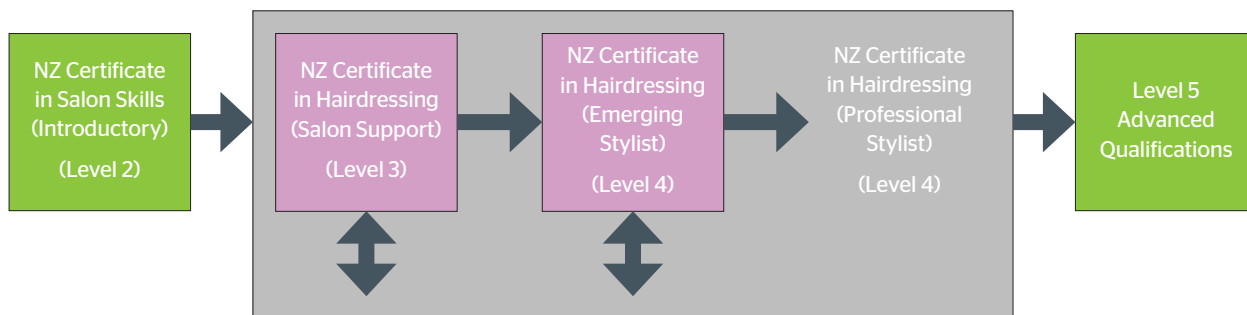 NZ Certificate
in Salon Skills
(Introductory)
(Level 2)
NZ Certificate
in Hairdressing
(Salon Support)
(Level 3)
NZ Certificate
in Hairdressing
(Emerging
Stylist)
(Level 4)
NZ Certificate
in Hairdressing
(Professional
Stylist)
(Level 4)
Level 5
Advanced
Qualifications